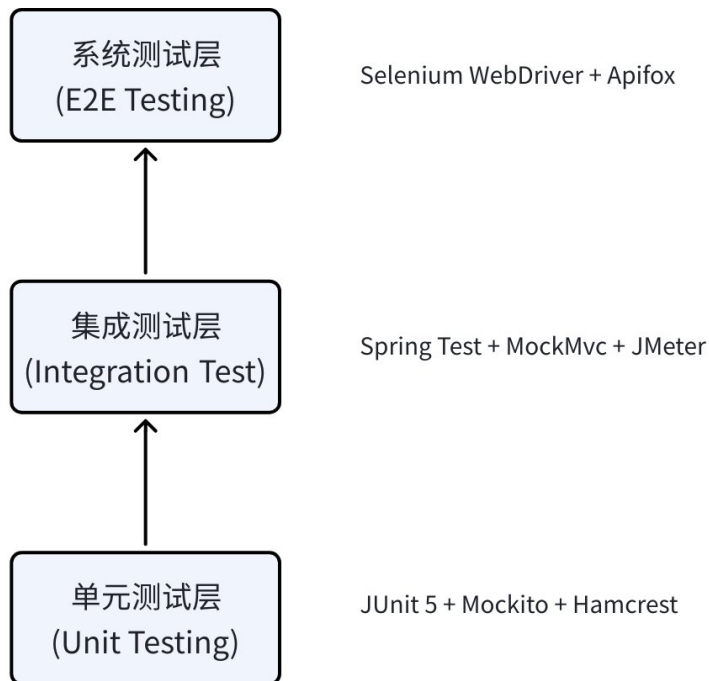 系统测试层
(E2E Testing)
Selenium WebDriver + Apifox
集成测试层
(Integration Test)
Spring Test + MockMvc + JMeter
单元测试层
(Unit Testing)
JUnit 5 + Mockito + Hamcrest